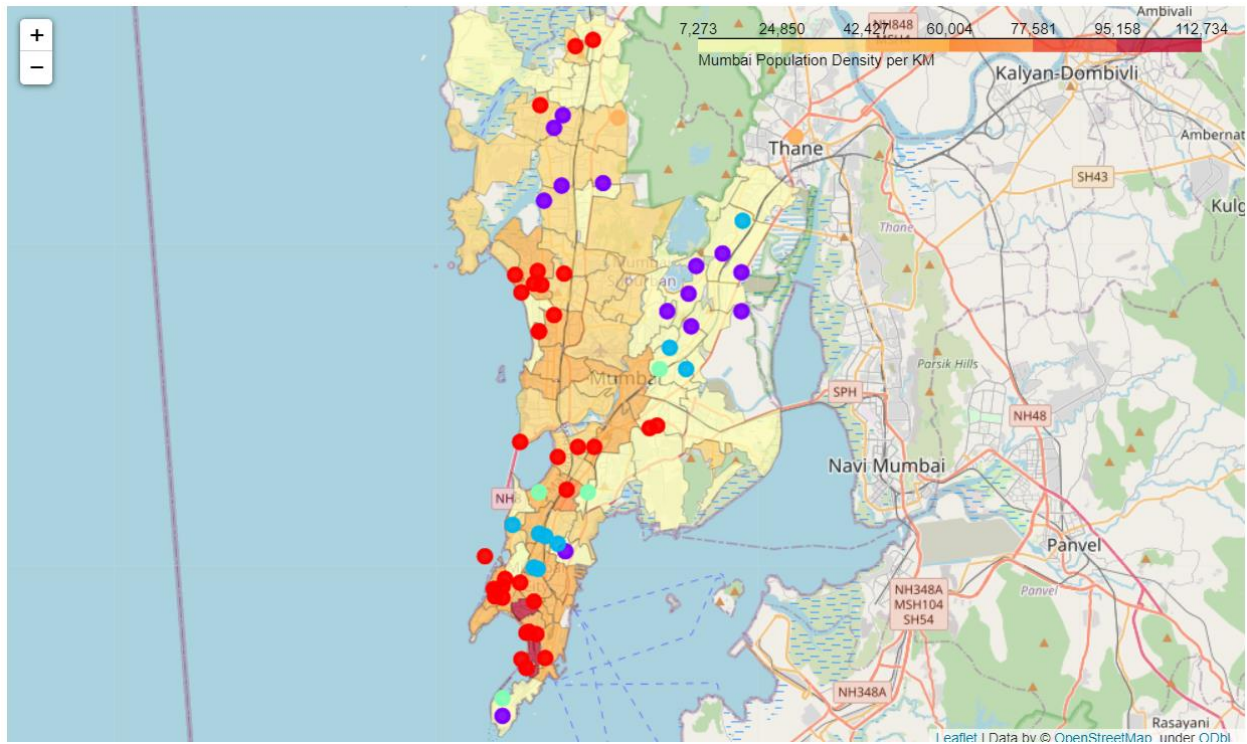 +
−
7,273 24,850 42,427 60,004 77,581 95,158 112,734
Mumbai Population Density per KM
NH848
Ambivali
Kalyan-Dombivli
Ambernat
Thane
SH43
Kulg
Thane
Mumbai
Parsik Hills
SPH
NH48
Navi Mumbai
NH8
Panvel
NH348A
MSH104
SH54
Panvel
NH348A
Rasayani
Leaflet | Data by © OpenStreetMap, under ODbL